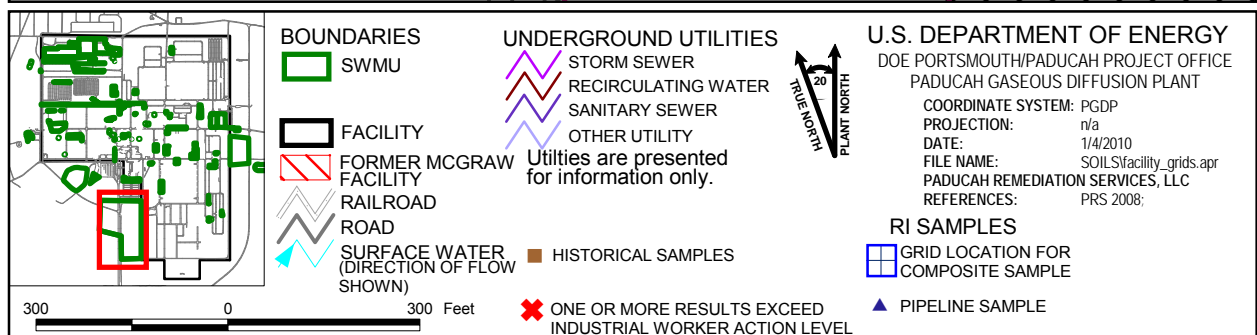 BOUNDARIES
SWMU
FACILITY
FORMER MCGRAW
FACILITY
RAILROAD
ROAD
SURFACE WATER
(DIRECTION OF FLOW
SHOWN)
300 0 300 Feet
UNDERGROUND UTILITIES
STORM SEWER
RECIRCULATING WATER
SANITARY SEWER
OTHER UTILITY
Utilties are presented
for information only.
HISTORICAL SAMPLES
ONE OR MORE RESULTS EXCEED
INDUSTRIAL WORKER ACTION LEVEL
20
TRUE NORTH
PLANT NORTH
U.S. DEPARTMENT OF ENERGY
DOE PORTSMOUTH/PADUCAH PROJECT OFFICE
PADUCAH GASEOUS DIFFUSION PLANT
COORDINATE SYSTEM: PGDP
PROJECTION: n/a
DATE: 1/4/2010
FILE NAME: SOILS\facility_grids.apr
PADUCAH REMEDIATION SERVICES, LLC
REFERENCES: PRS 2008;
RI SAMPLES
GRID LOCATION FOR
COMPOSITE SAMPLE
PIPELINE SAMPLE